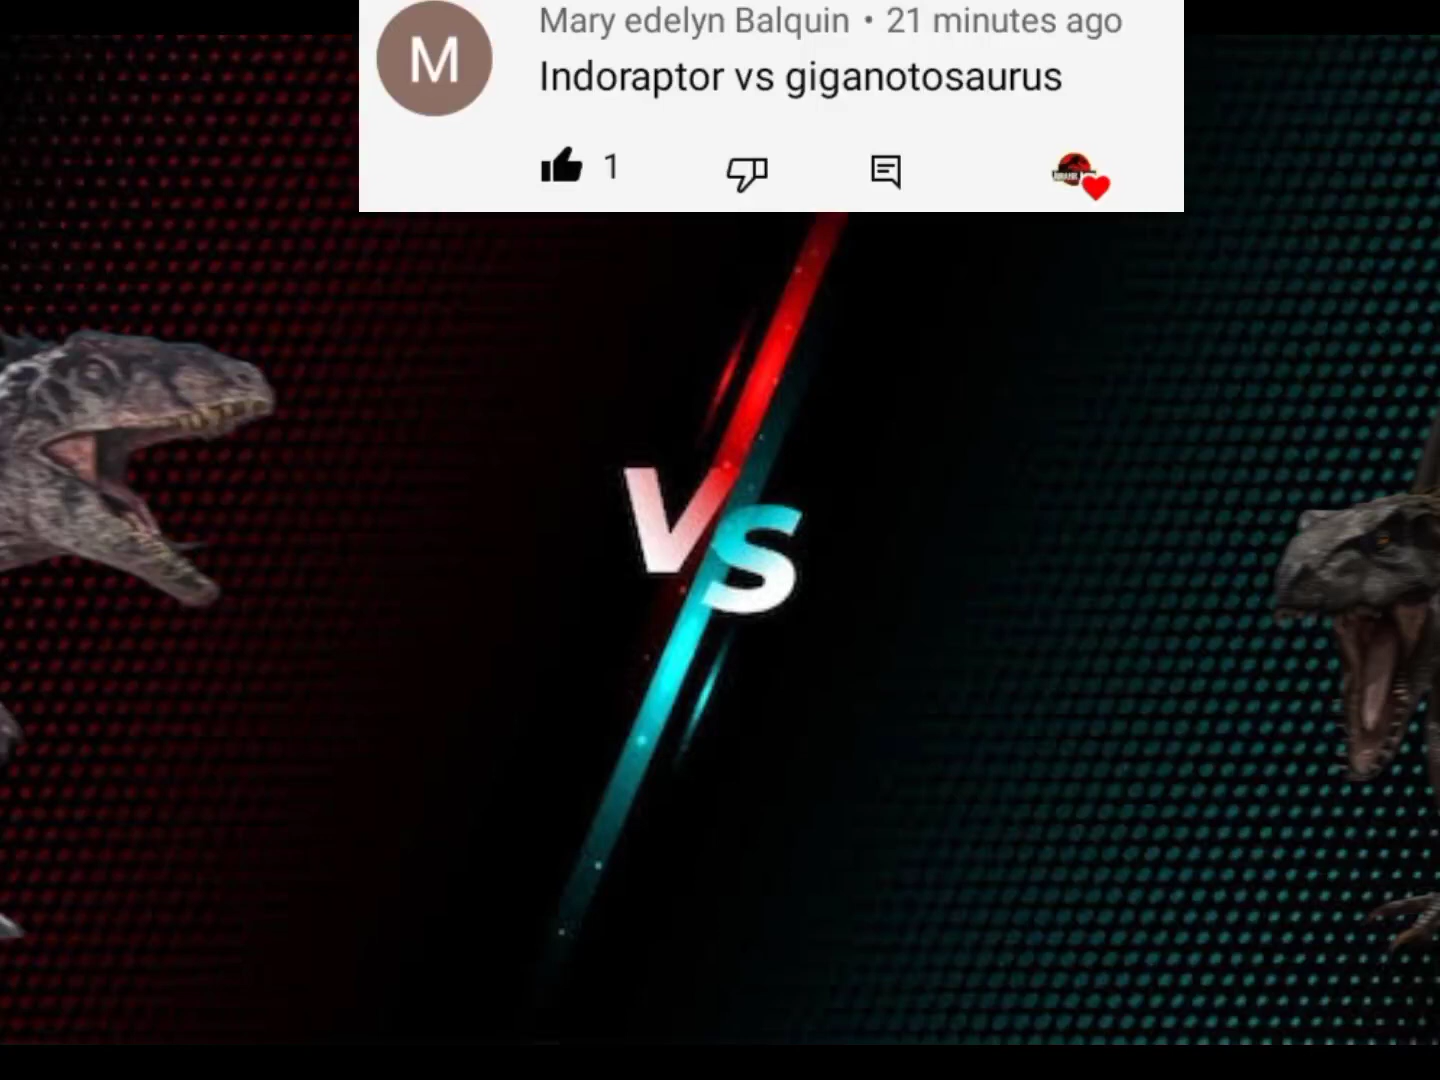 Mary edelyn Balquin • 21 minutes ago
M
Indoraptor vs giganotosaurus
1
VS